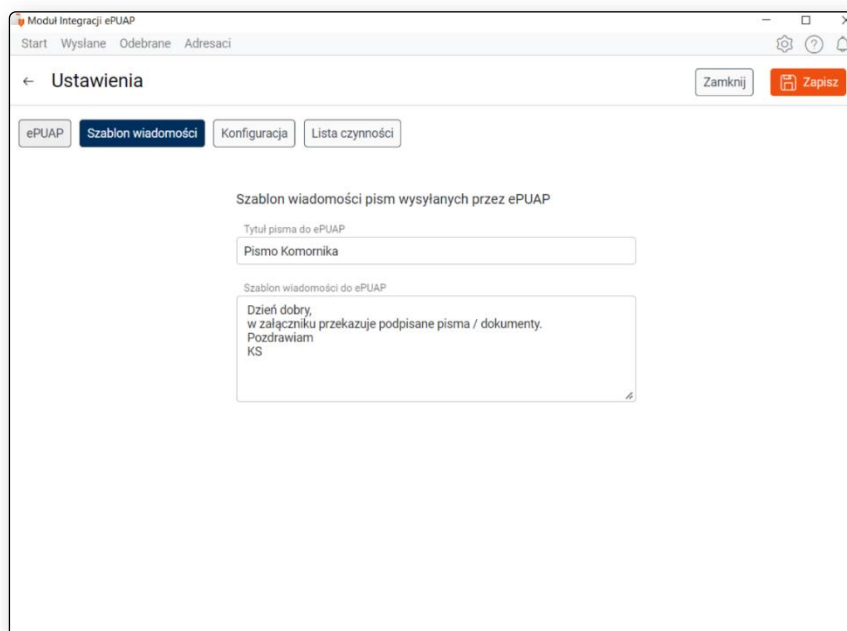 Moduł Integracji ePUAP
Start Wysłane Odebrane Adresaci
← Ustawienia
Zamknij
Zapisz
ePUAP
Szablon wiadomości
Konfiguracja
Lista czynności
Szablon wiadomości pism wysyłanych przez ePUAP
Tytuł pisma do ePUAP
Pismo Komornika
Szablon wiadomości do ePUAP
Dzień dobry,
w załączniku przekazuje podpisane pisma / dokumenty.
Pozdrawiam
KS